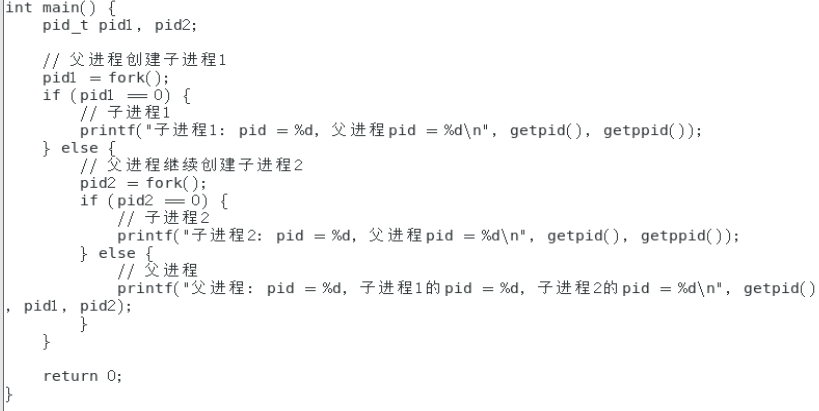 int main() {
    pid_t pid1, pid2;

    // 父进程创建子进程1
    pid1 = fork();
    if (pid1 == 0) {
        // 子进程1
        printf("子进程1: pid = %d, 父进程pid = %d\n", getpid(), getppid());
    } else {
        // 父进程继续创建子进程2
        pid2 = fork();
        if (pid2 == 0) {
            // 子进程2
            printf("子进程2: pid = %d, 父进程pid = %d\n", getpid(), getppid());
        } else {
            // 父进程
            printf("父进程: pid = %d, 子进程1的pid = %d, 子进程2的pid = %d\n", getpid()
, pid1, pid2);
        }
    }

    return 0;
}